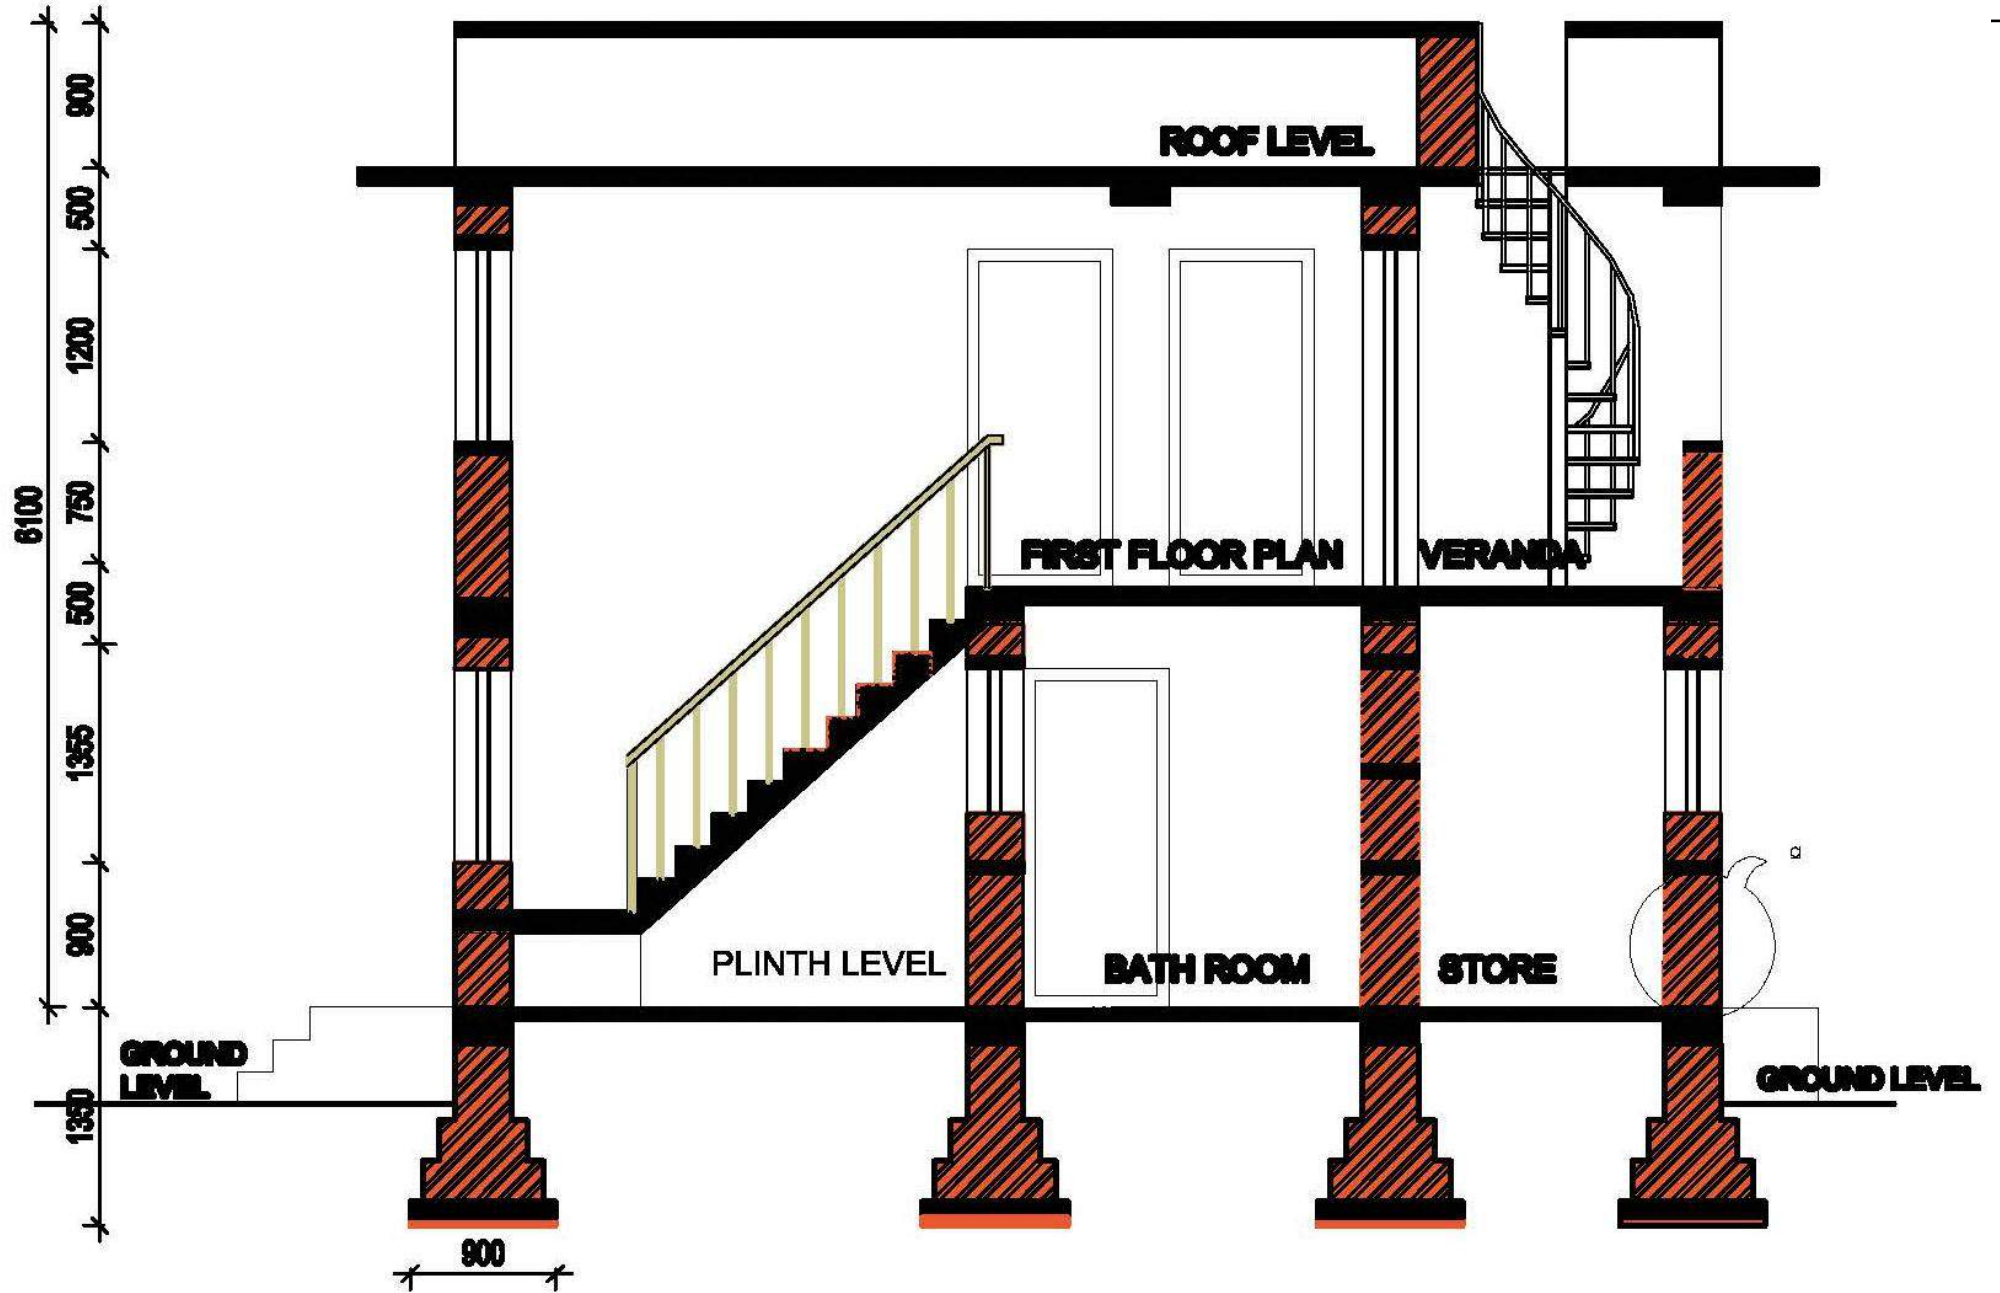 900
ROOF LEVEL
500
1200
6100
750
FIRST FLOOR PLAN
VERANDA
500
1355
900
PLINTH LEVEL
BATH ROOM
STORE
GROUND
LEVEL
GROUND LEVEL
1350
900